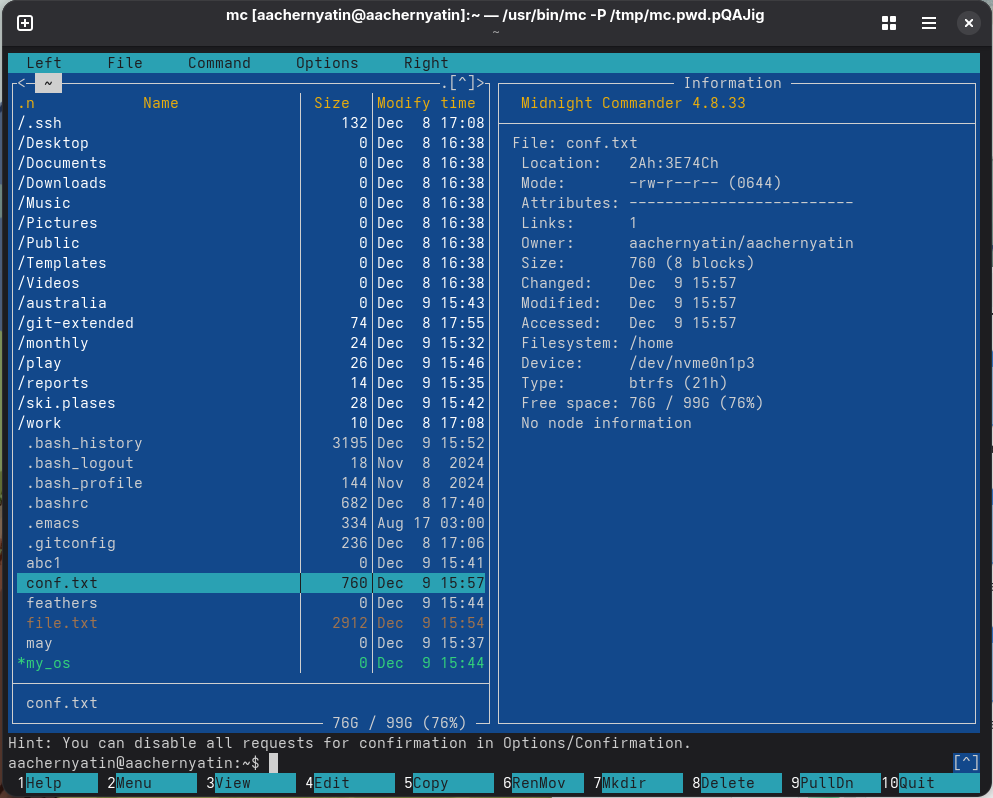 mc [aachernyatin@aachernyatin]:~ — /usr/bin/mc -P /tmp/mc.pwd.pQAJig
~
Left File Command Options Right
<─ ~ .[^]>
.n Name Size Modify time
/.ssh 132 Dec 8 17:08
/Desktop 0 Dec 8 16:38
/Documents 0 Dec 8 16:38
/Downloads 0 Dec 8 16:38
/Music 0 Dec 8 16:38
/Pictures 0 Dec 8 16:38
/Public 0 Dec 8 16:38
/Templates 0 Dec 8 16:38
/Videos 0 Dec 8 16:38
/australia 0 Dec 9 15:43
/git-extended 74 Dec 8 17:55
/monthly 24 Dec 9 15:32
/play 26 Dec 9 15:46
/reports 14 Dec 9 15:35
/ski.plases 28 Dec 9 15:42
/work 10 Dec 8 17:08
.bash_history 3195 Dec 9 15:52
.bash_logout 18 Nov 8 2024
.bash_profile 144 Nov 8 2024
.bashrc 682 Dec 8 17:40
.emacs 334 Aug 17 03:00
.gitconfig 236 Dec 8 17:06
abc1 0 Dec 9 15:41
conf.txt 760 Dec 9 15:57
feathers 0 Dec 9 15:44
file.txt 2912 Dec 9 15:54
may 0 Dec 9 15:37
*my_os 0 Dec 9 15:44
conf.txt
76G / 99G (76%)
Information
Midnight Commander 4.8.33
File: conf.txt
Location: 2Ah:3E74Ch
Mode: -rw-r--r-- (0644)
Attributes: -------------------------
Links: 1
Owner: aachernyatin/aachernyatin
Size: 760 (8 blocks)
Changed: Dec 9 15:57
Modified: Dec 9 15:57
Accessed: Dec 9 15:57
Filesystem: /home
Device: /dev/nvme0n1p3
Type: btrfs (21h)
Free space: 76G / 99G (76%)
No node information
Hint: You can disable all requests for confirmation in Options/Confirmation.
aachernyatin@aachernyatin:~$ [^]
1Help 2Menu 3View 4Edit 5Copy 6RenMov 7Mkdir 8Delete 9PullDn 10Quit